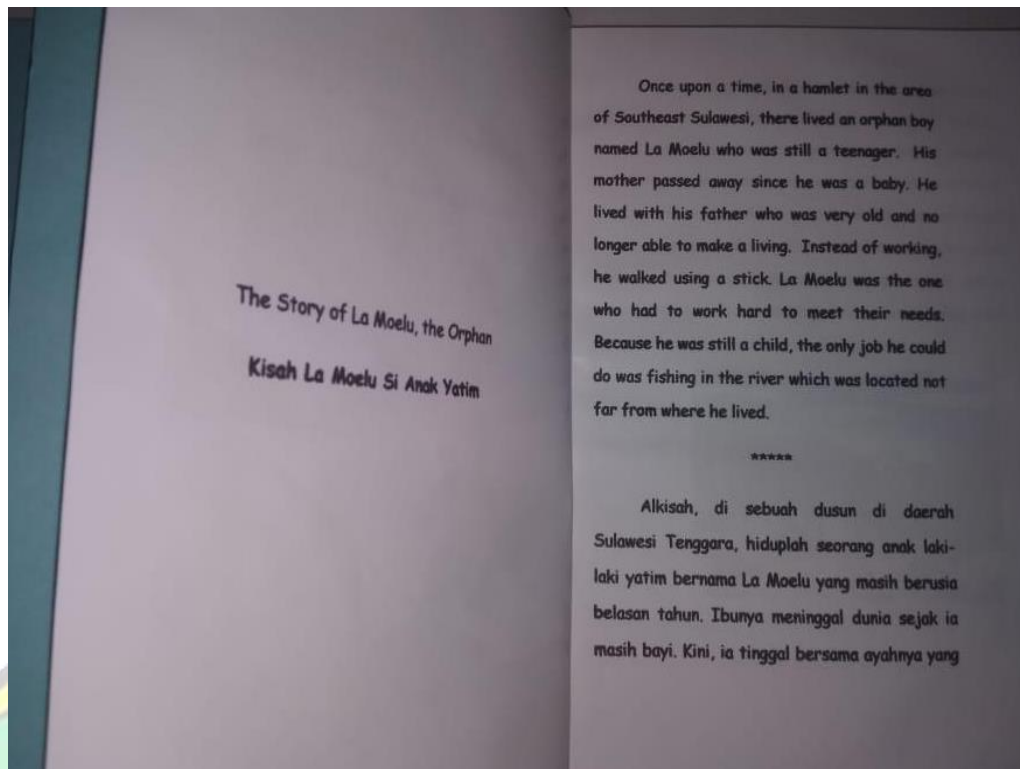 The Story of La Moelu, the Orphan
Kisah La Moelu Si Anak Yatim
Once upon a time, in a hamlet in the area
of Southeast Sulawesi, there lived an orphan boy
named La Moelu who was still a teenager. His
mother passed away since he was a baby. He
lived with his father who was very old and no
longer able to make a living. Instead of working,
he walked using a stick. La Moelu was the one
who had to work hard to meet their needs.
Because he was still a child, the only job he could
do was fishing in the river which was located not
far from where he lived.
*****
Alkisah, di sebuah dusun di daerah
Sulawesi Tenggara, hiduplah seorang anak laki-
laki yatim bernama La Moelu yang masih berusia
belasan tahun. Ibunya meninggal dunia sejak ia
masih bayi. Kini, ia tinggal bersama ayahnya yang